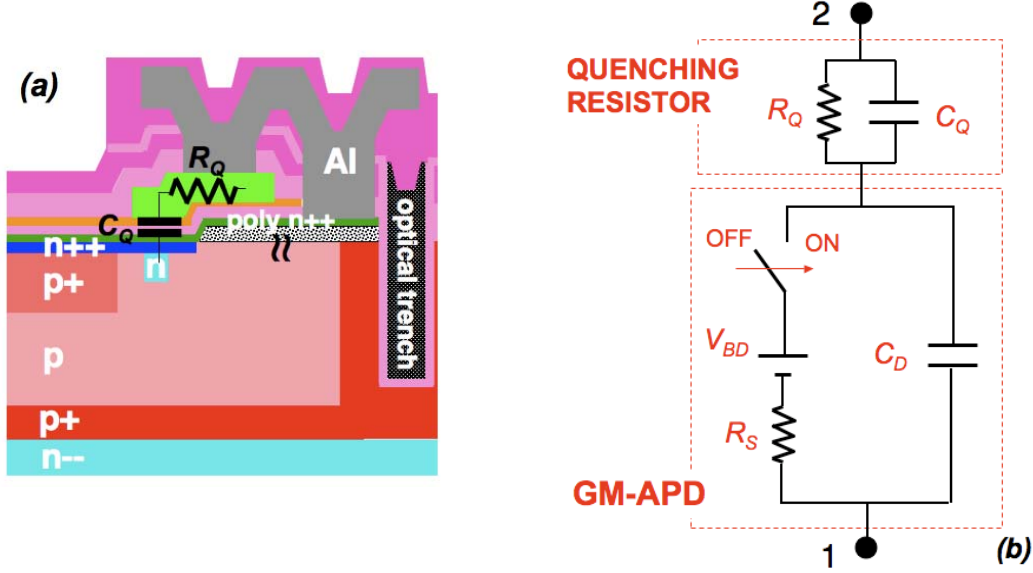 (a)
R_Q
Al
C_Q
poly n++
optical trench
n++
n
p+
p
p+
n--
2
QUENCHING
RESISTOR
R_Q
C_Q
OFF
ON
V_BD
C_D
R_S
GM-APD
1
(b)